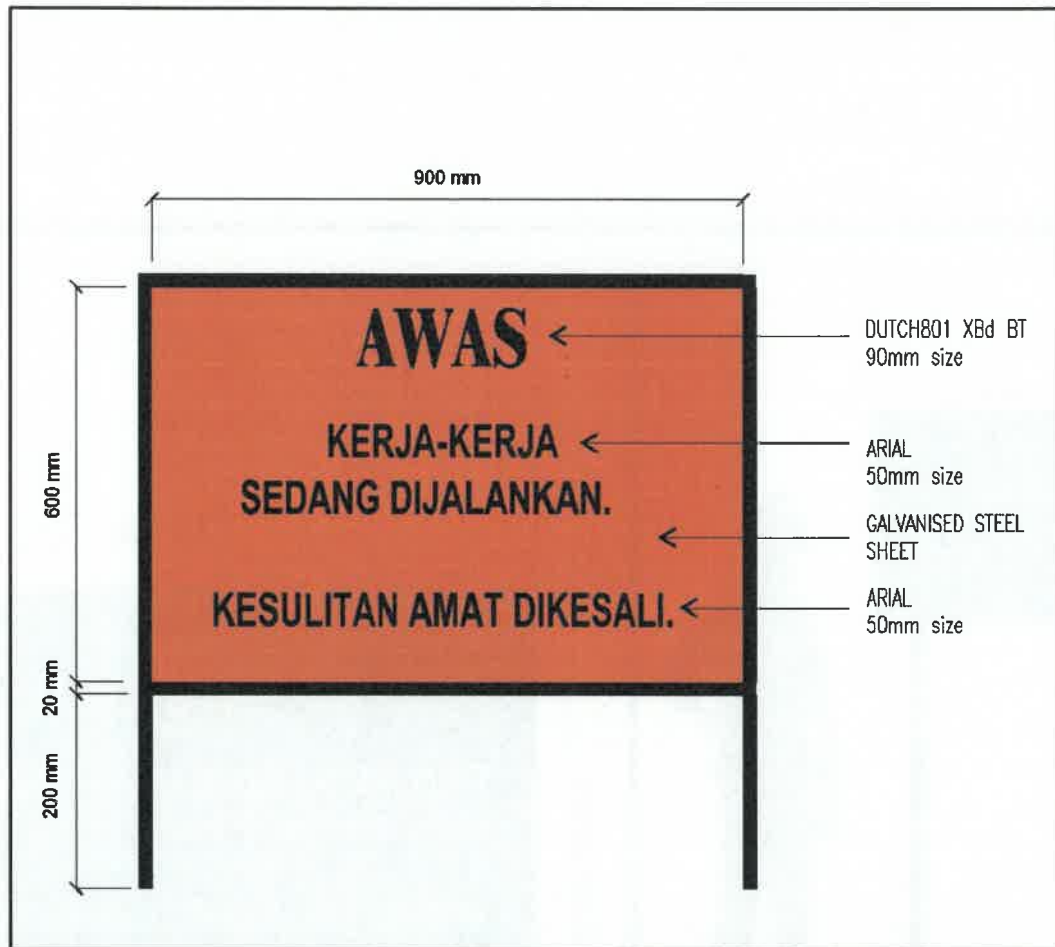 900 mm
AWAS
DUTCH801 XBd BT
90mm size
KERJA-KERJA
ARIAL
50mm size
SEDANG DIJALANKAN.
600 mm
GALVANISED STEEL
SHEET
KESULITAN AMAT DIKESALI.
ARIAL
50mm size
20 mm
200 mm